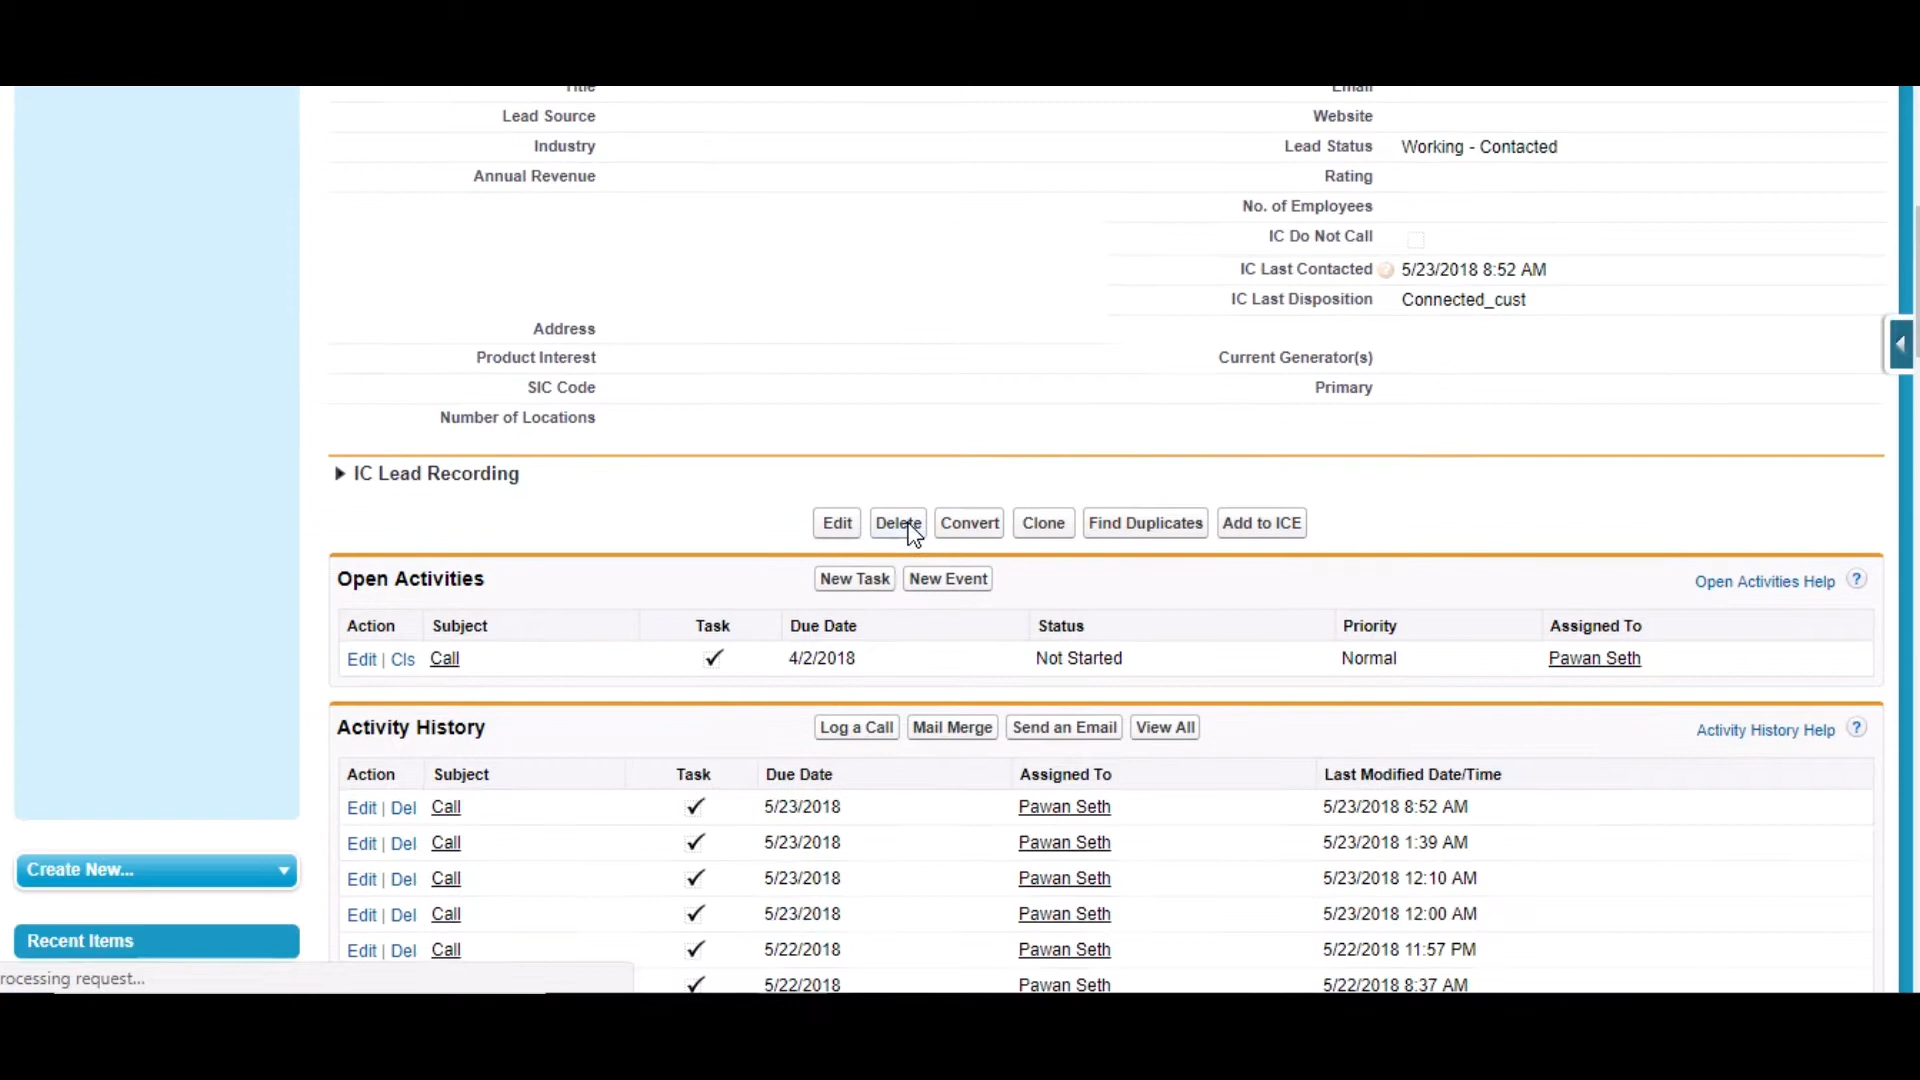 Title Email
Lead Source Website
Industry Lead Status Working - Contacted
Annual Revenue Rating
No. of Employees
IC Do Not Call
IC Last Contacted 5/23/2018 8:52 AM
IC Last Disposition Connected_cust
Address
Product Interest Current Generator(s)
SIC Code Primary
Number of Locations
IC Lead Recording
Edit Delete Convert Clone Find Duplicates Add to ICE
Open Activities New Task New Event Open Activities Help ?
Action Subject Task Due Date Status Priority Assigned To
Edit | Cls Call ✓ 4/2/2018 Not Started Normal Pawan Seth
Activity History Log a Call Mail Merge Send an Email View All Activity History Help ?
Action Subject Task Due Date Assigned To Last Modified Date/Time
Edit | Del Call ✓ 5/23/2018 Pawan Seth 5/23/2018 8:52 AM
Edit | Del Call ✓ 5/23/2018 Pawan Seth 5/23/2018 1:39 AM
Edit | Del Call ✓ 5/23/2018 Pawan Seth 5/23/2018 12:10 AM
Edit | Del Call ✓ 5/23/2018 Pawan Seth 5/23/2018 12:00 AM
Edit | Del Call ✓ 5/22/2018 Pawan Seth 5/22/2018 11:57 PM
✓ 5/22/2018 Pawan Seth 5/22/2018 8:37 AM
Create New...
Recent Items
rocessing request...